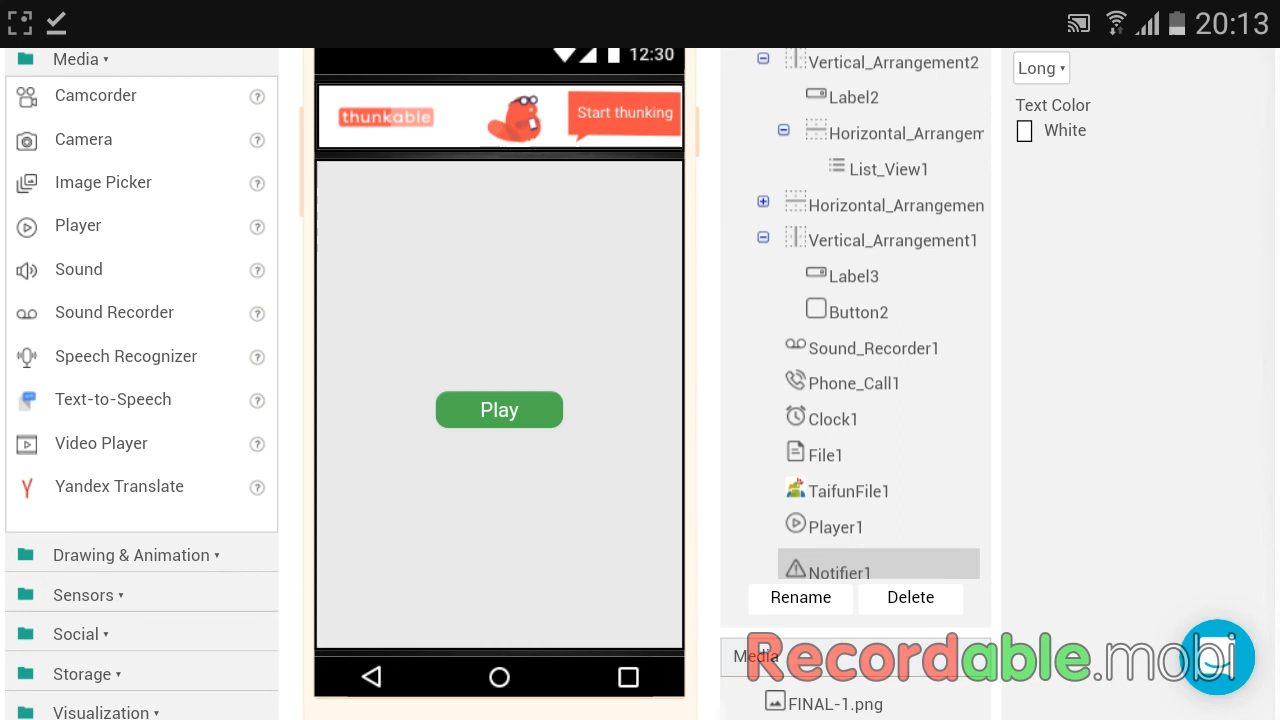 20:13
Media
Camcorder ?
Camera ?
Image Picker ?
Player ?
Sound ?
Sound Recorder ?
Speech Recognizer ?
Text-to-Speech ?
Video Player ?
Yandex Translate ?
Drawing & Animation
Sensors
Social
Storage
Visualization
12:30
thunkable
Start thunking
Play
Vertical_Arrangement2
Label2
Horizontal_Arrangem
List_View1
Horizontal_Arrangemen
Vertical_Arrangement1
Label3
Button2
Sound_Recorder1
Phone_Call1
Clock1
File1
TaifunFile1
Player1
Notifier1
Rename Delete
Media
FINAL-1.png
Long
Text Color
White
Recordable.mobi